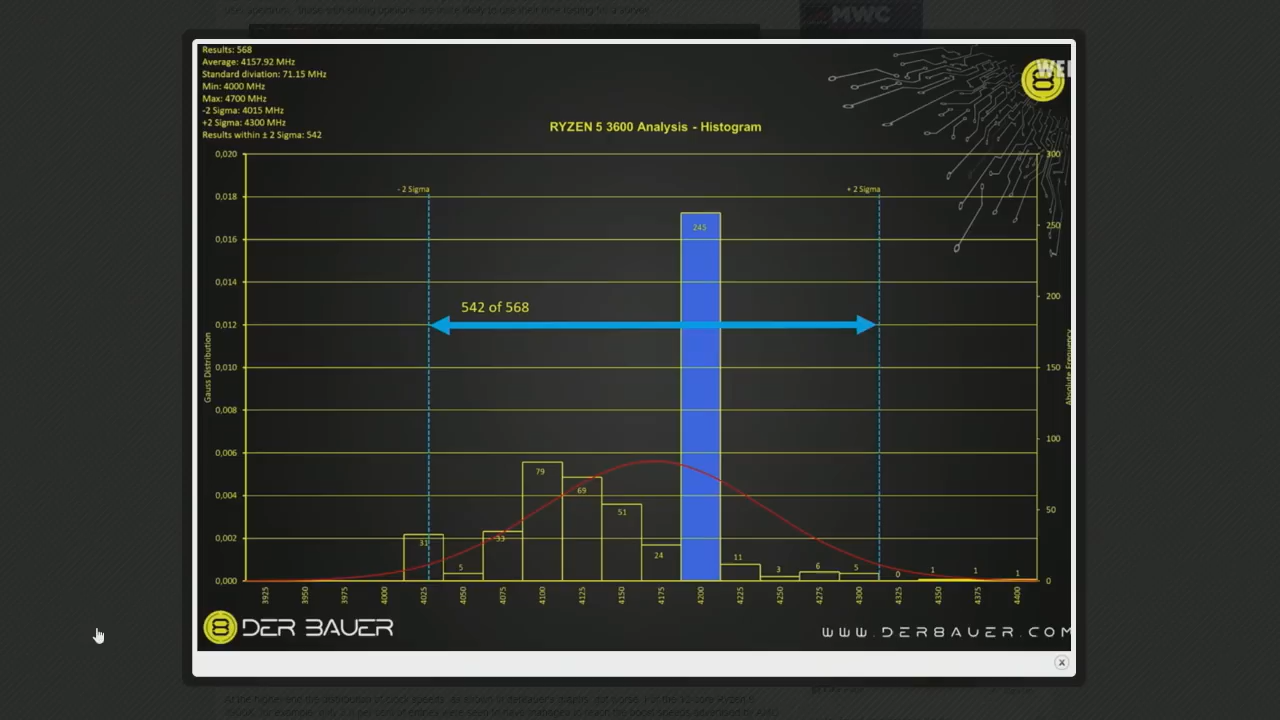 MWC
Results: 568
Average: 4157.92 MHz
Standard diviation: 71.15 MHz
Min: 4000 MHz
Max: 4700 MHz
-2 Sigma: 4015 MHz
+2 Sigma: 4300 MHz
Results within ± 2 Sigma: 542
RYZEN 5 3600 Analysis - Histogram
0,020
0,018
0,016
0,014
0,012
0,010
0,008
0,006
0,004
0,002
0,000
Gauss Distribution
- 2 Sigma
+ 2 Sigma
542 of 568
31
5
33
79
69
51
24
245
11
3
6
5
0
1
1
1
300
250
200
150
100
50
0
Absolute Frequency
3925 3950 3975 4000 4025 4050 4075 4100 4125 4150 4175 4200 4225 4250 4275 4300 4325 4350 4375 4400
8 DER BAUER
WWW.DER8AUER.COM